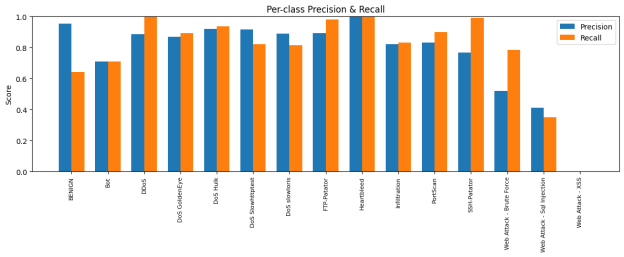 Per-class Precision & Recall
Score
1.0
0.8
0.6
0.4
0.2
0.0
Precision
Recall
BENIGN
Bot
DDoS
DoS GoldenEye
DoS Hulk
DoS Slowhttptest
DoS slowloris
FTP-Patator
Heartbleed
Infiltration
PortScan
SSH-Patator
Web Attack - Brute Force
Web Attack - Sql Injection
Web Attack - XSS